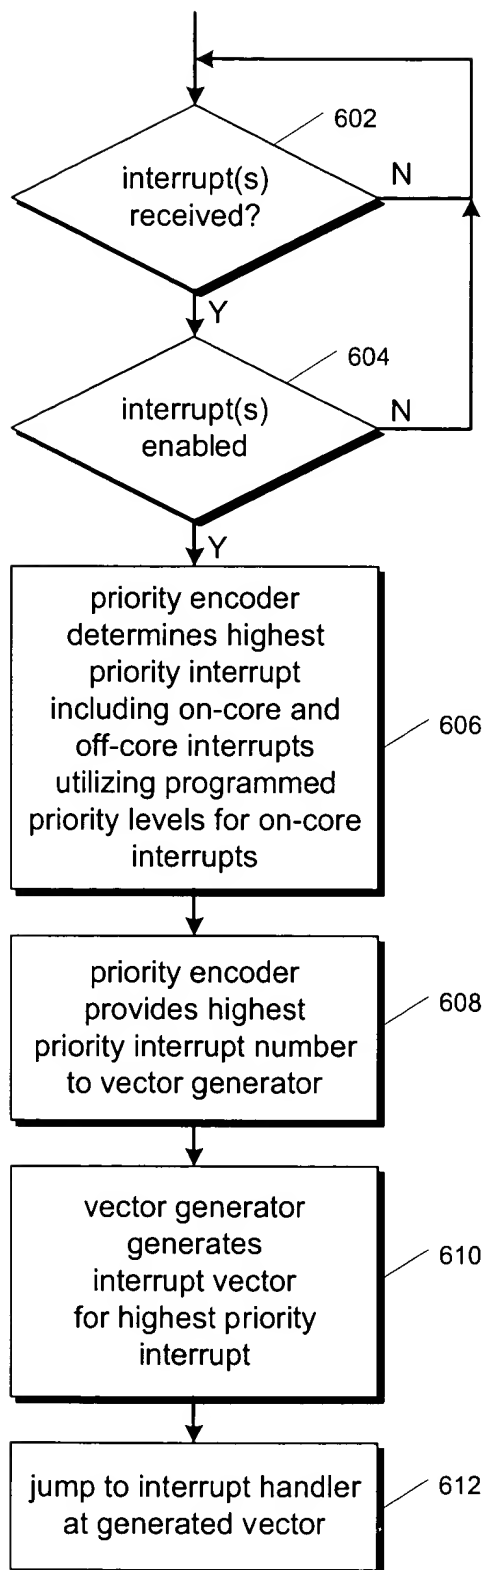 602
interrupt(s)
received?
N
Y
604
interrupt(s)
enabled
N
Y
priority encoder
determines highest
priority interrupt
including on-core and
off-core interrupts
utilizing programmed
priority levels for on-core
interrupts
606
priority encoder
provides highest
priority interrupt number
to vector generator
608
vector generator
generates
interrupt vector
for highest priority
interrupt
610
jump to interrupt handler
at generated vector
612